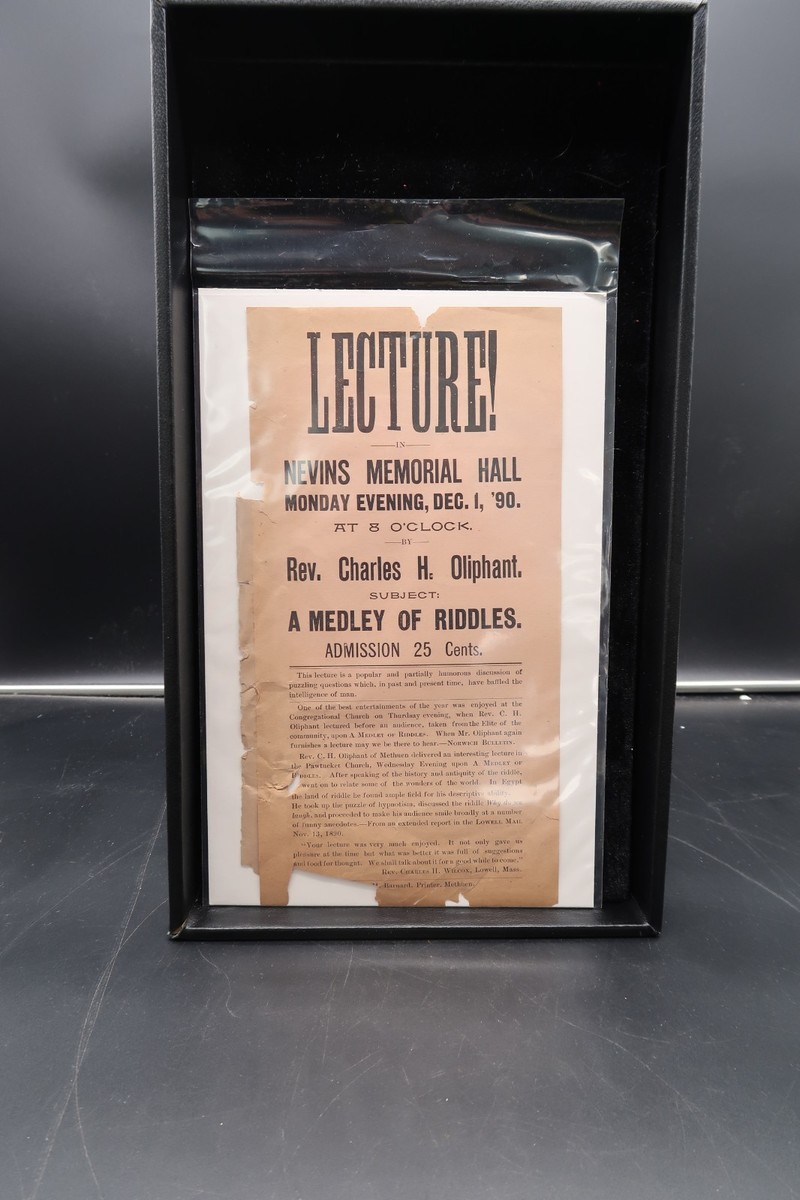 LECTURE!
IN
NEVINS MEMORIAL HALL
MONDAY EVENING, DEC. 1, '90.
AT 8 O'CLOCK.
BY
Rev. Charles H. Oliphant.
SUBJECT:
A MEDLEY OF RIDDLES.
ADMISSION 25 Cents.
This lecture is a popular and partially humorous discussion of
puzzling questions which, in past and present time, have baffled the
intelligence of man.
One of the best entertainments of the year was enjoyed at the
Congregational Church on Thursday evening, when Rev. C. H.
Oliphant lectured before an audience, taken from the Elite of the
community, upon A MEDLEY OF RIDDLES. When Mr. Oliphant again
furnishes a lecture may we be there to hear.—NORWICH BULLETIN.
Rev. C. H. Oliphant of Methuen delivered an interesting lecture in
the Pawtucket Church, Wednesday Evening upon A MEDLEY OF
RIDDLES. After speaking of the history and antiquity of the riddle,
went on to relate some of the wonders of the world. In Egypt
the land of riddle he found ample field for his descriptive ability.
He took up the puzzle of hypnotism, discussed the riddle Why do we
laugh, and proceeded to make his audience smile broadly at a number
of funny anecdotes.—From an extended report in the LOWELL MAIL
Nov. 13, 1890.
"Your lecture was very much enjoyed. It not only gave us
pleasure at the time but what was better it was full of suggestions
and food for thought. We shall talk about it for a good while to come."
REV. CHARLES H. WILCOX, Lowell, Mass.
Barnard, Printer, Methuen.